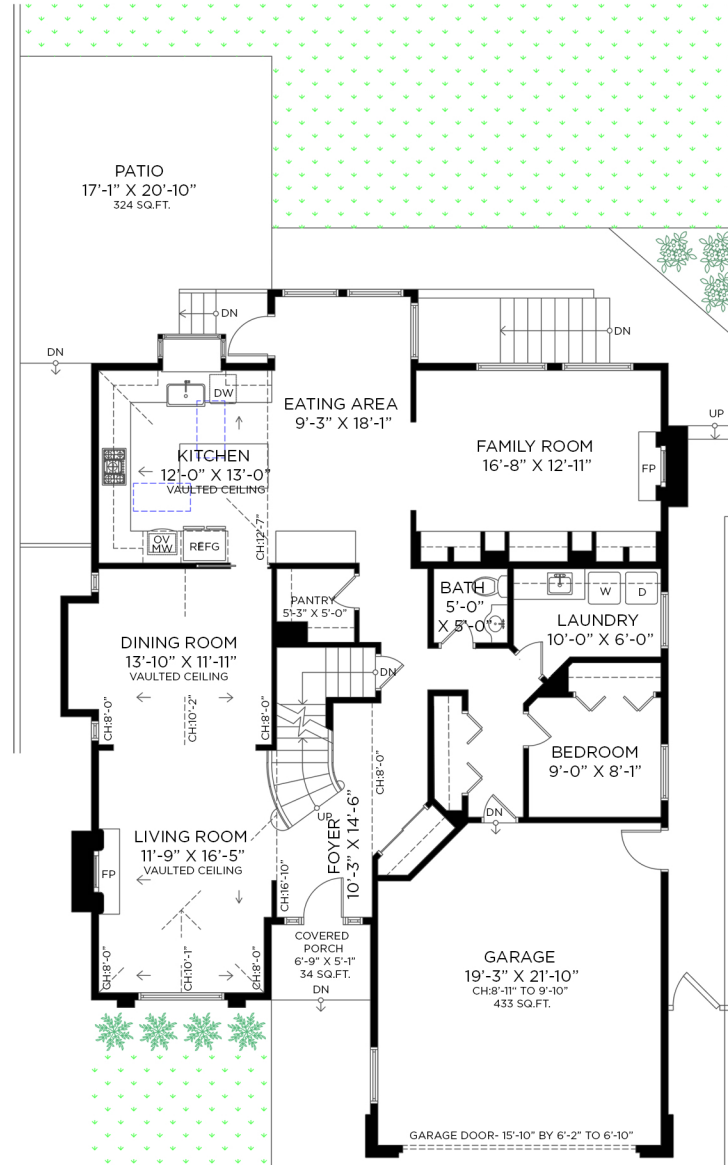 PATIO
17'-1" X 20'-10"
324 SQ.FT.
DN
DN
DN
UP
DW
EATING AREA
9'-3" X 18'-1"
KITCHEN
12'-0" X 13'-0"
VAULTED CEILING
FAMILY ROOM
16'-8" X 12'-11"
FP
OV
MW
REFG
CH:12'-7"
PANTRY
5'-3" X 5'-0"
BATH
5'-0"
X 5'-0"
W
D
LAUNDRY
10'-0" X 6'-0"
DINING ROOM
13'-10" X 11'-11"
VAULTED CEILING
CH:8'-0"
CH:10'-2"
CH:8'-0"
DN
CH:8'-0"
BEDROOM
9'-0" X 8'-1"
DN
UP
FOYER
10'-3" X 14'-6"
LIVING ROOM
11'-9" X 16'-5"
VAULTED CEILING
FP
CH:16'-10"
CH:8'-0"
CH:10'-1"
CH:8'-0"
COVERED
PORCH
6'-9" X 5'-1"
34 SQ.FT.
DN
GARAGE
19'-3" X 21'-10"
CH:8'-11" TO 9'-10"
433 SQ.FT.
GARAGE DOOR- 15'-10" BY 6'-2" TO 6'-10"